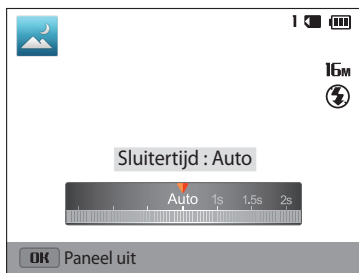 1
16M
Sluitertijd : Auto
Auto 1s 1.5s 2s
OK Paneel uit